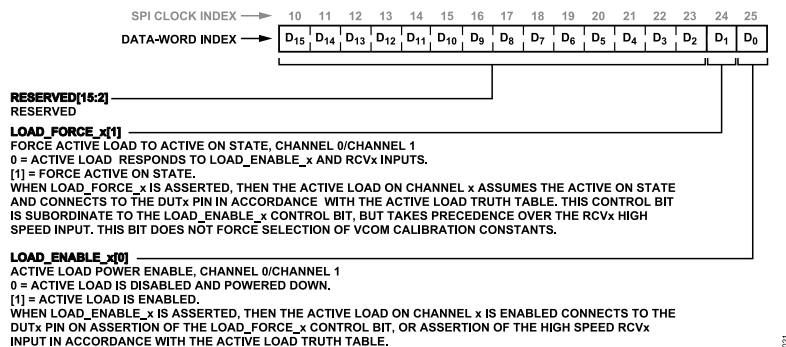 SPI CLOCK INDEX 10 11 12 13 14 15 16 17 18 19 20 21 22 23 24 25
DATA-WORD INDEX D15 D14 D13 D12 D11 D10 D9 D8 D7 D6 D5 D4 D3 D2 D1 D0
RESERVED[15:2]
RESERVED
LOAD_FORCE_x[1]
FORCE ACTIVE LOAD TO ACTIVE ON STATE, CHANNEL 0/CHANNEL 1
0 = ACTIVE LOAD RESPONDS TO LOAD_ENABLE_x AND RCVx INPUTS.
[1] = FORCE ACTIVE ON STATE.
WHEN LOAD_FORCE_x IS ASSERTED, THEN THE ACTIVE LOAD ON CHANNEL x ASSUMES THE ACTIVE ON STATE
AND CONNECTS TO THE DUTx PIN IN ACCORDANCE WITH THE ACTIVE LOAD TRUTH TABLE. THIS CONTROL BIT
IS SUBORDINATE TO THE LOAD_ENABLE_x CONTROL BIT, BUT TAKES PRECEDENCE OVER THE RCVx HIGH
SPEED INPUT. THIS BIT DOES NOT FORCE SELECTION OF VCOM CALIBRATION CONSTANTS.
LOAD_ENABLE_x[0]
ACTIVE LOAD POWER ENABLE, CHANNEL 0/CHANNEL 1
0 = ACTIVE LOAD IS DISABLED AND POWERED DOWN.
[1] = ACTIVE LOAD IS ENABLED.
WHEN LOAD_ENABLE_x IS ASSERTED, THEN THE ACTIVE LOAD ON CHANNEL x IS ENABLED CONNECTS TO THE
DUTx PIN ON ASSERTION OF THE LOAD_FORCE_x CONTROL BIT, OR ASSERTION OF THE HIGH SPEED RCVx
INPUT IN ACCORDANCE WITH THE ACTIVE LOAD TRUTH TABLE.